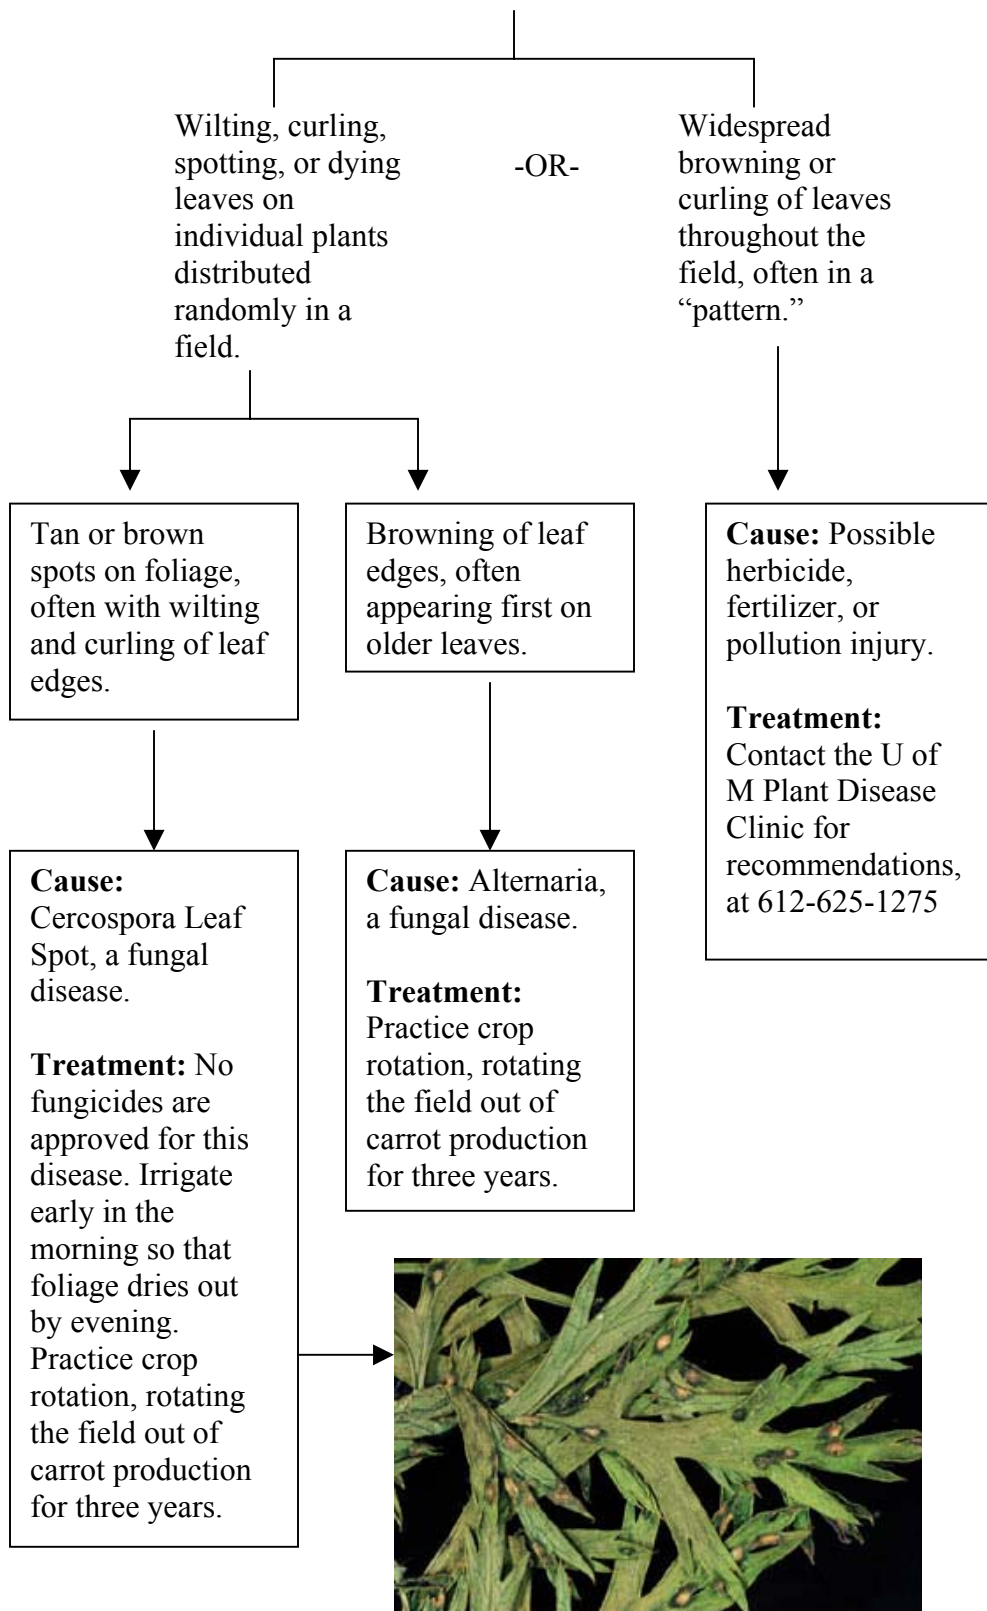 Wilting, curling,
spotting, or dying
leaves on
individual plants
distributed
randomly in a
field.
-OR-
Widespread
browning or
curling of leaves
throughout the
field, often in a
“pattern.”
Tan or brown
spots on foliage,
often with wilting
and curling of leaf
edges.
Browning of leaf
edges, often
appearing first on
older leaves.
Cause: Possible
herbicide,
fertilizer, or
pollution injury.
Treatment:
Contact the U of
M Plant Disease
Clinic for
recommendations,
at 612-625-1275
Cause:
Cercospora Leaf
Spot, a fungal
disease.
Treatment: No
fungicides are
approved for this
disease. Irrigate
early in the
morning so that
foliage dries out
by evening.
Practice crop
rotation, rotating
the field out of
carrot production
for three years.
Cause: Alternaria,
a fungal disease.
Treatment:
Practice crop
rotation, rotating
the field out of
carrot production
for three years.